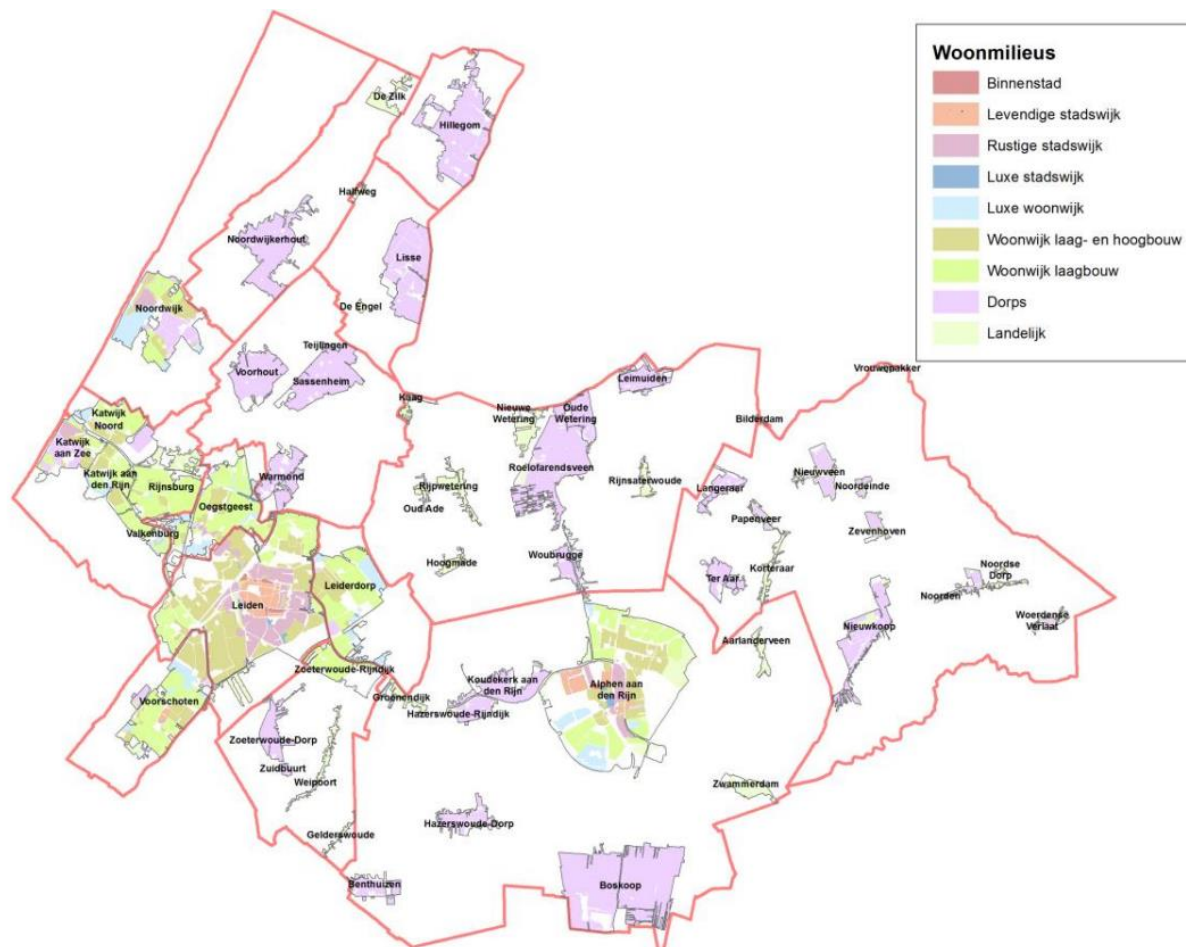 Woonmilieus
Binnenstad
Levendige stadswijk
Rustige stadswijk
Luxe stadswijk
Luxe woonwijk
Woonwijk laag- en hoogbouw
Woonwijk laagbouw
Dorps
Landelijk
De Zilk
Hillegom
Halfweg
Noordwijkerhout
Lisse
De Engel
Noordwijk
Teijlingen
Voorhout
Sassenheim
Leimuiden
Vrouwenakker
Kaag
Nieuwe
Wetering
Oude
Wetering
Bilderdam
Katwijk
Noord
Katwijk
aan Zee
Katwijk aan
den Rijn
Rijnsburg
Warmond
Oegstgeest
Valkenburg
Roelofarendsveen
Rijpwetering
Oud Ade
Rijnsaterwoude
Langeraar
Nieuwveen
Noordeinde
Papenveer
Zevenhoven
Hoogmade
Woubrugge
Ter Aar
Korteraar
Noordse
Dorp
Noorden
Woerdense
Verlaat
Leiderdorp
Leiden
Nieuwkoop
Aarlanderveen
Zoeterwoude-Rijndijk
Groenendijk
Koudekerk aan
den Rijn
Alphen aan
den Rijn
Hazerswoude-Rijndijk
Voorschoten
Zoeterwoude-Dorp
Zuidbuurt
Weipoort
Zwammerdam
Gelderswoude
Hazerswoude-Dorp
Benthuizen
Boskoop